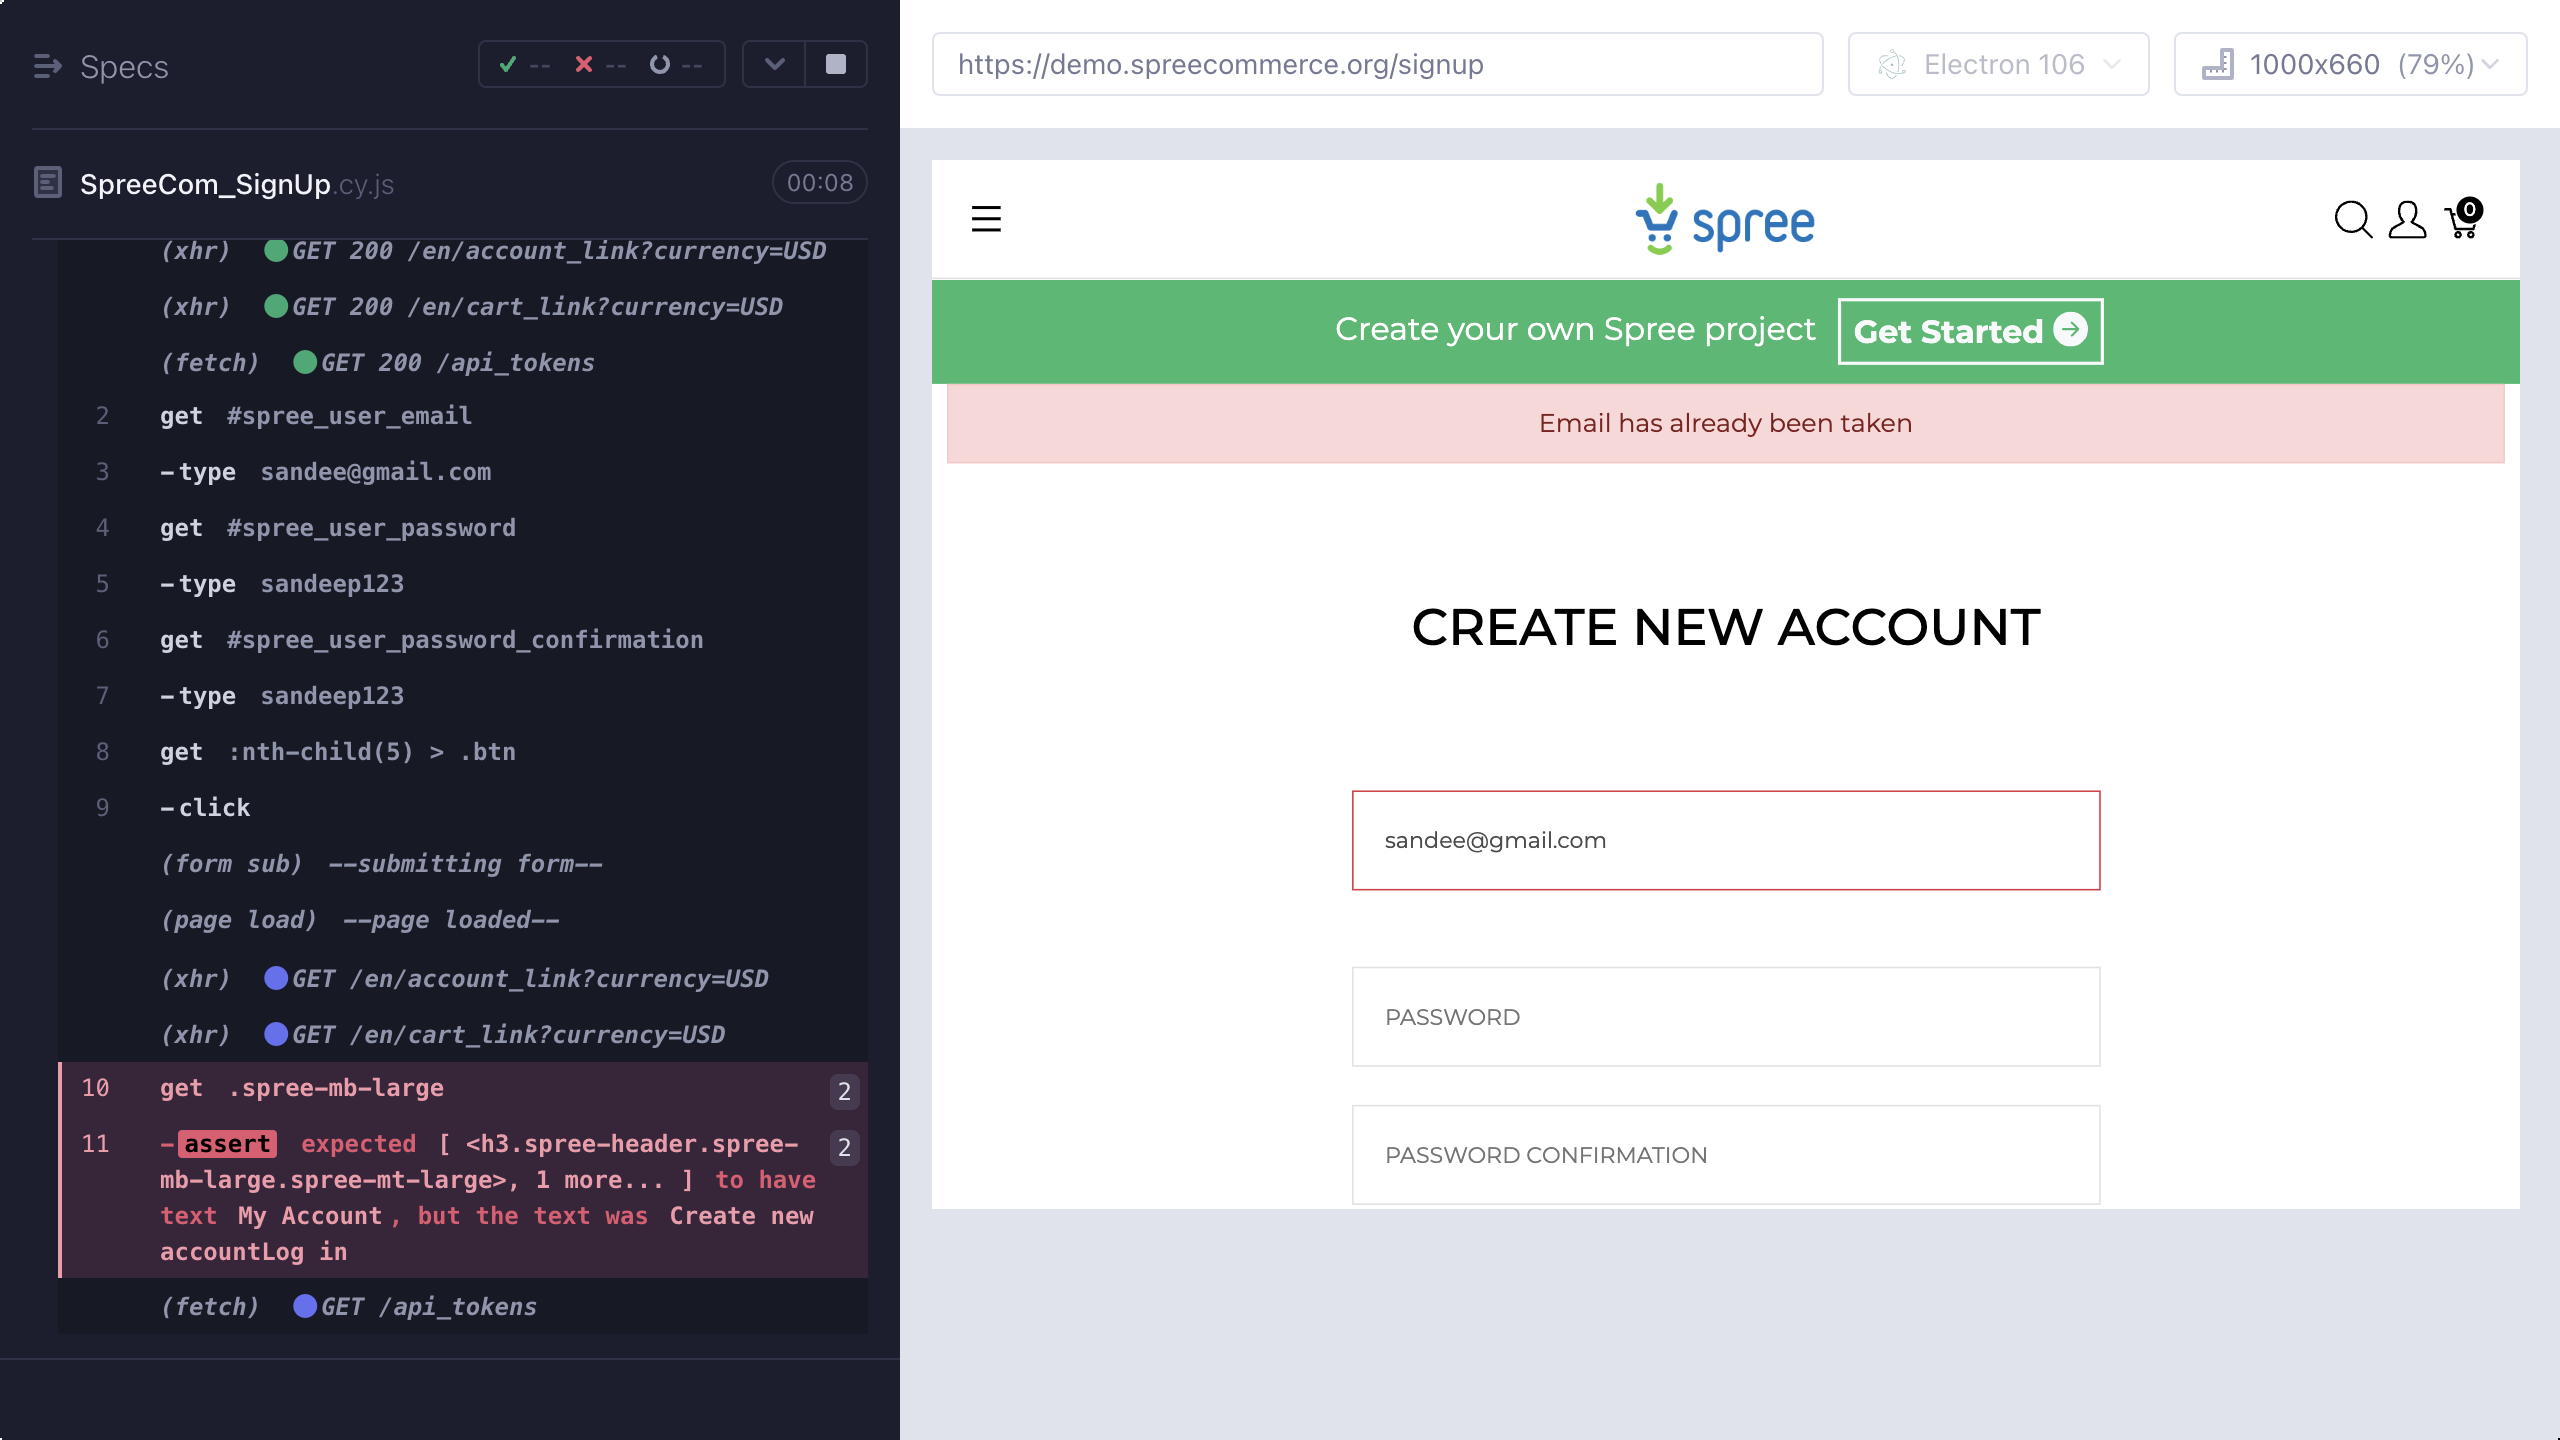 Specs
-- -- --
SpreeCom_SignUp.cy.js 00:08
(xhr) GET 200 /en/account_link?currency=USD
(xhr) GET 200 /en/cart_link?currency=USD
(fetch) GET 200 /api_tokens
2 get #spree_user_email
3 -type sandee@gmail.com
4 get #spree_user_password
5 -type sandeep123
6 get #spree_user_password_confirmation
7 -type sandeep123
8 get :nth-child(5) > .btn
9 -click
(form sub) --submitting form--
(page load) --page loaded--
(xhr) GET /en/account_link?currency=USD
(xhr) GET /en/cart_link?currency=USD
10 get .spree-mb-large 2
11 -assert expected [ <h3.spree-header.spree- 2
mb-large.spree-mt-large>, 1 more... ] to have
text My Account, but the text was Create new
accountLog in
(fetch) GET /api_tokens
https://demo.spreecommerce.org/signup
Electron 106
1000x660 (79%)
spree
0
Create your own Spree project Get Started
Email has already been taken
CREATE NEW ACCOUNT
sandee@gmail.com
PASSWORD
PASSWORD CONFIRMATION